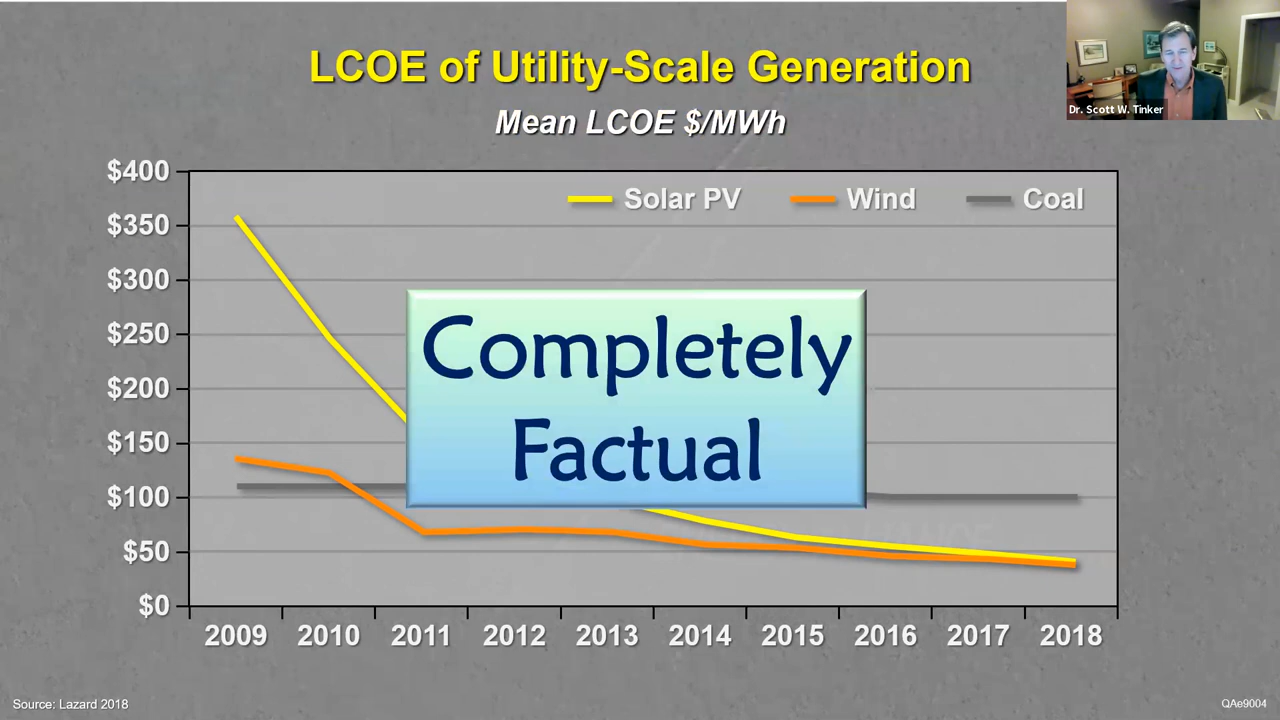 LCOE of Utility-Scale Generation
Mean LCOE $/MWh
Dr. Scott W. Tinker
Solar PV Wind Coal
$400
$350
$300
$250
$200
$150
$100
$50
$0
Completely
Factual
2009 2010 2011 2012 2013 2014 2015 2016 2017 2018
Source: Lazard 2018
QAe9004